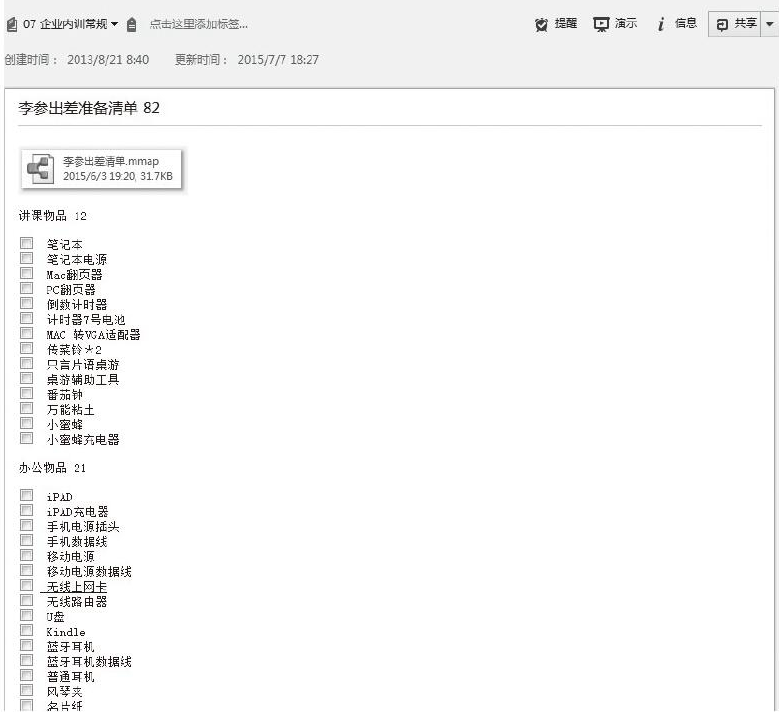 07 企业内训常规 点击这里添加标签... 提醒 演示 信息 共享
创建时间： 2013/8/21 8:40 更新时间： 2015/7/7 18:27
李参出差准备清单 82
李参出差清单.mmap
2015/6/3 19:20, 31.7KB
讲课物品 12
笔记本
笔记本电源
Mac翻页器
PC翻页器
倒数计时器
计时器7号电池
MAC 转VGA适配器
传菜铃*2
只言片语桌游
桌游辅助工具
番茄钟
万能粘土
小蜜蜂
小蜜蜂充电器
办公物品 21
iPAD
iPAD充电器
手机电源插头
手机数据线
移动电源
移动电源数据线
无线上网卡
无线路由器
U盘
Kindle
蓝牙耳机
蓝牙耳机数据线
普通耳机
风琴夹
名片纸